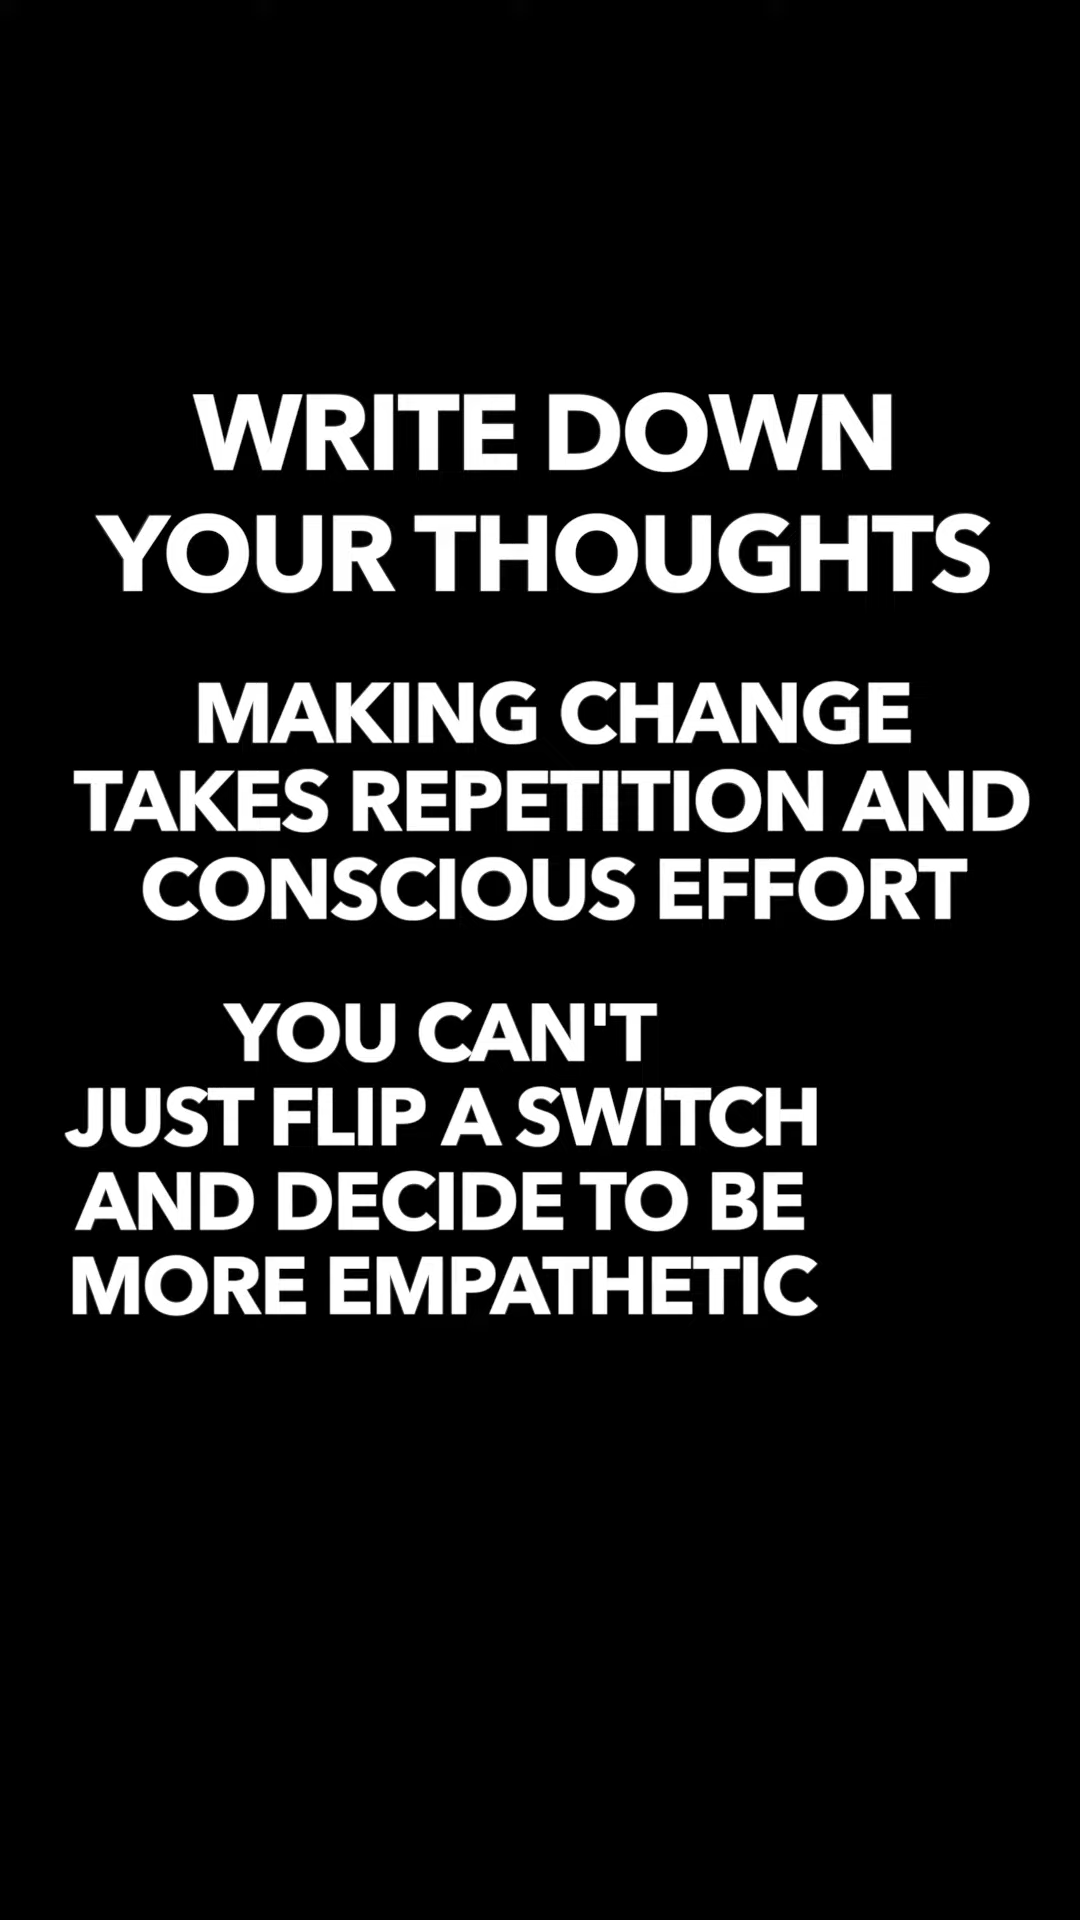 WRITE DOWN
YOUR THOUGHTS
MAKING CHANGE
TAKES REPETITION AND
CONSCIOUS EFFORT
YOU CAN'T
JUST FLIP A SWITCH
AND DECIDE TO BE
MORE EMPATHETIC